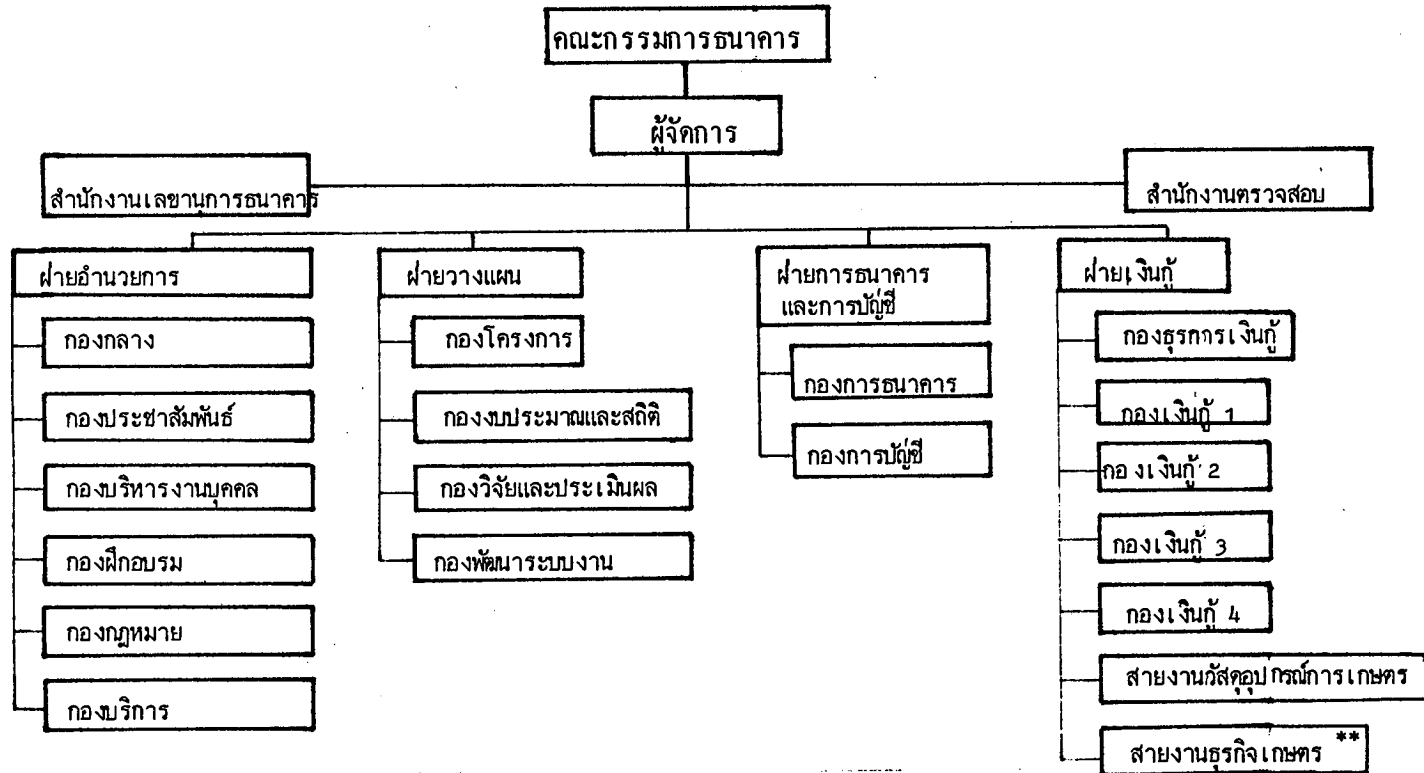 คณะกรรมการธนาคาร
ผู้จัดการ
สำนักงานเลขานุการธนาคาร
สำนักงานตรวจสอบ
ฝ่ายอำนวยการ
กองกลาง
กองประชาสัมพันธ์
กองบริหารงานบุคคล
กองฝึกอบรม
กองกฎหมาย
กองบริการ
ฝ่ายวางแผน
กองโครงการ
กองงบประมาณและสถิติ
กองวิจัยและประเมินผล
กองพัฒนาระบบงาน
ฝ่ายการธนาคาร
และการบัญชี
กองการธนาคาร
กองการบัญชี
ฝ่ายเงินกู้
กองธุรการเงินกู้
กองเงินกู้ 1
กองเงินกู้ 2
กองเงินกู้ 3
กองเงินกู้ 4
สายงานวัสดุอุปกรณ์การเกษตร
สายงานธุรกิจเกษตร **